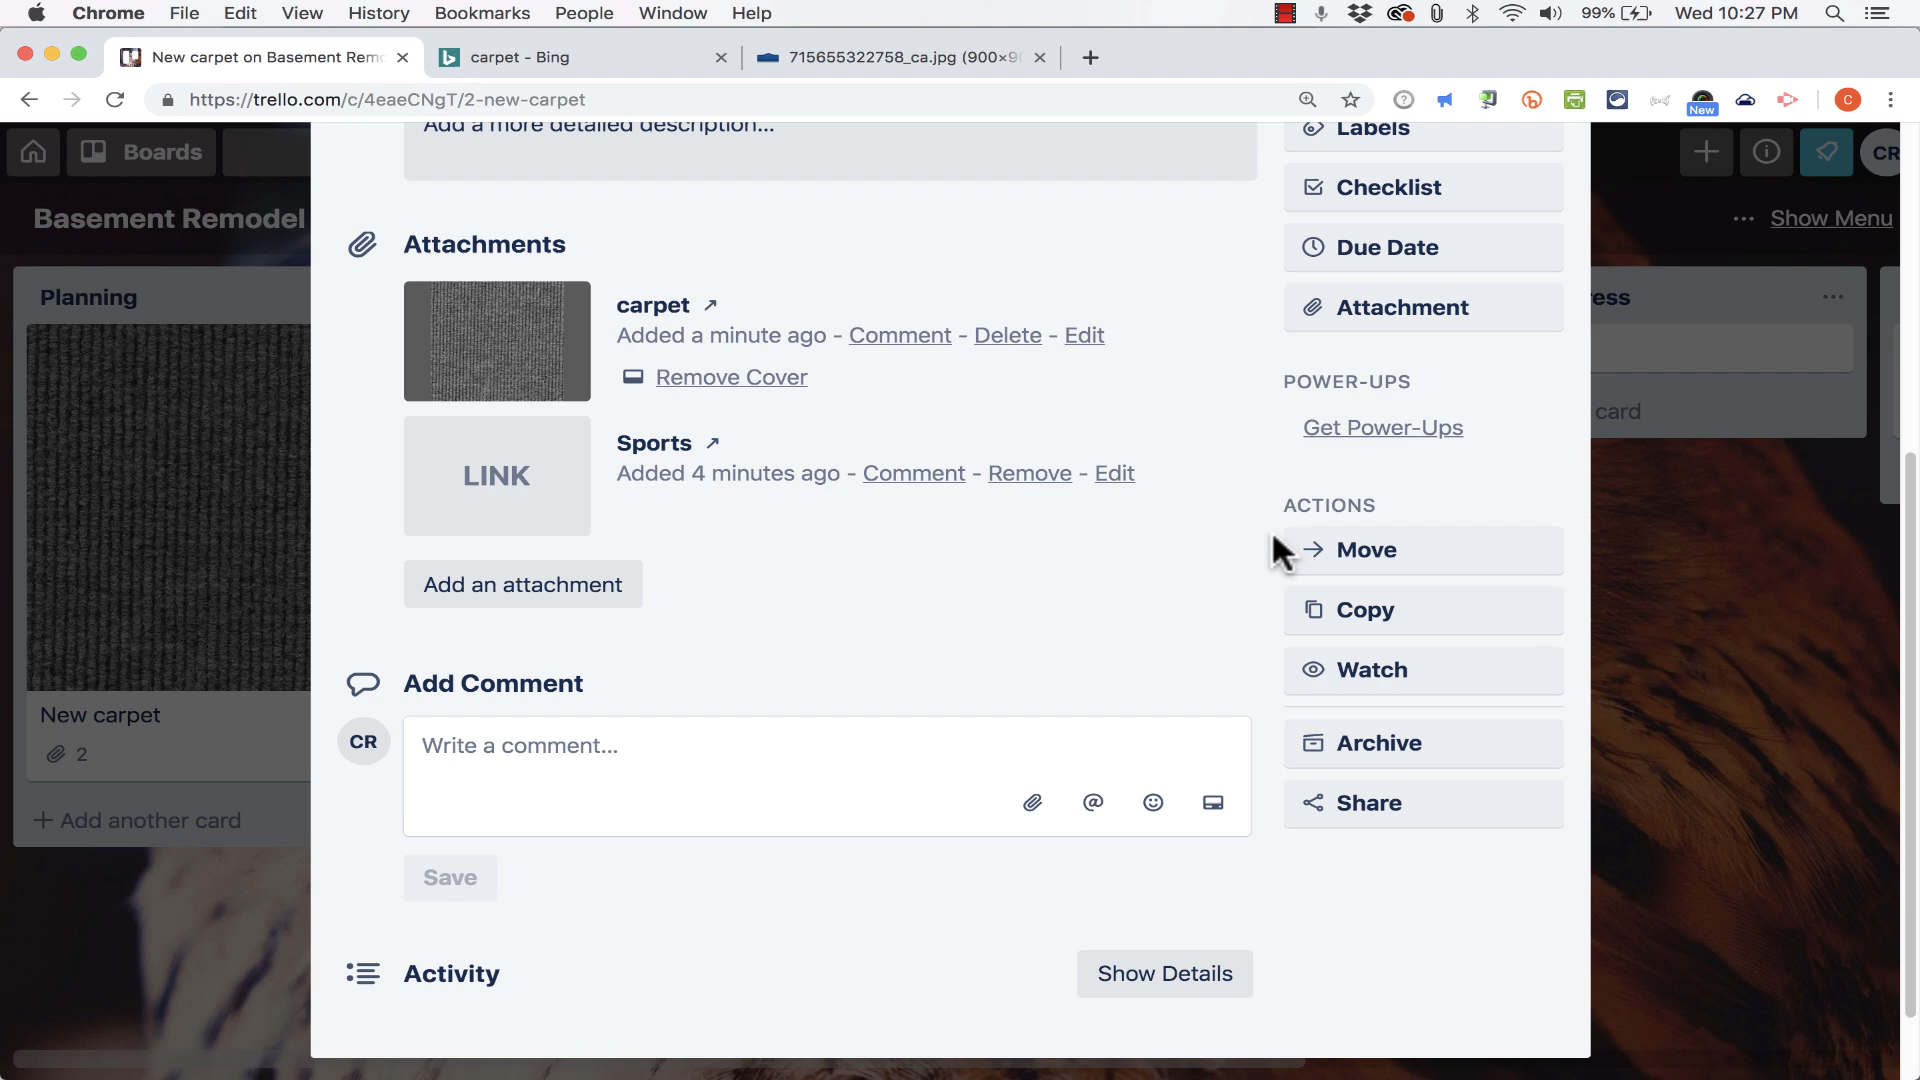 Chrome File Edit View History Bookmarks People Window Help 99% Wed 10:27 PM
New carpet on Basement Remo carpet - Bing 715655322758_ca.jpg (900×9
https://trello.com/c/4eaeCNgT/2-new-carpet
New
C
Boards
CR
Basement Remodel
Show Menu
Add a more detailed description...
Labels
Checklist
Due Date
Attachment
POWER-UPS
Get Power-Ups
ACTIONS
Move
Copy
Watch
Archive
Share
Attachments
carpet
Added a minute ago - Comment - Delete - Edit
Remove Cover
LINK
Sports
Added 4 minutes ago - Comment - Remove - Edit
Add an attachment
Add Comment
CR
Write a comment...
Save
Activity
Show Details
Planning
New carpet
2
+ Add another card
ress
card